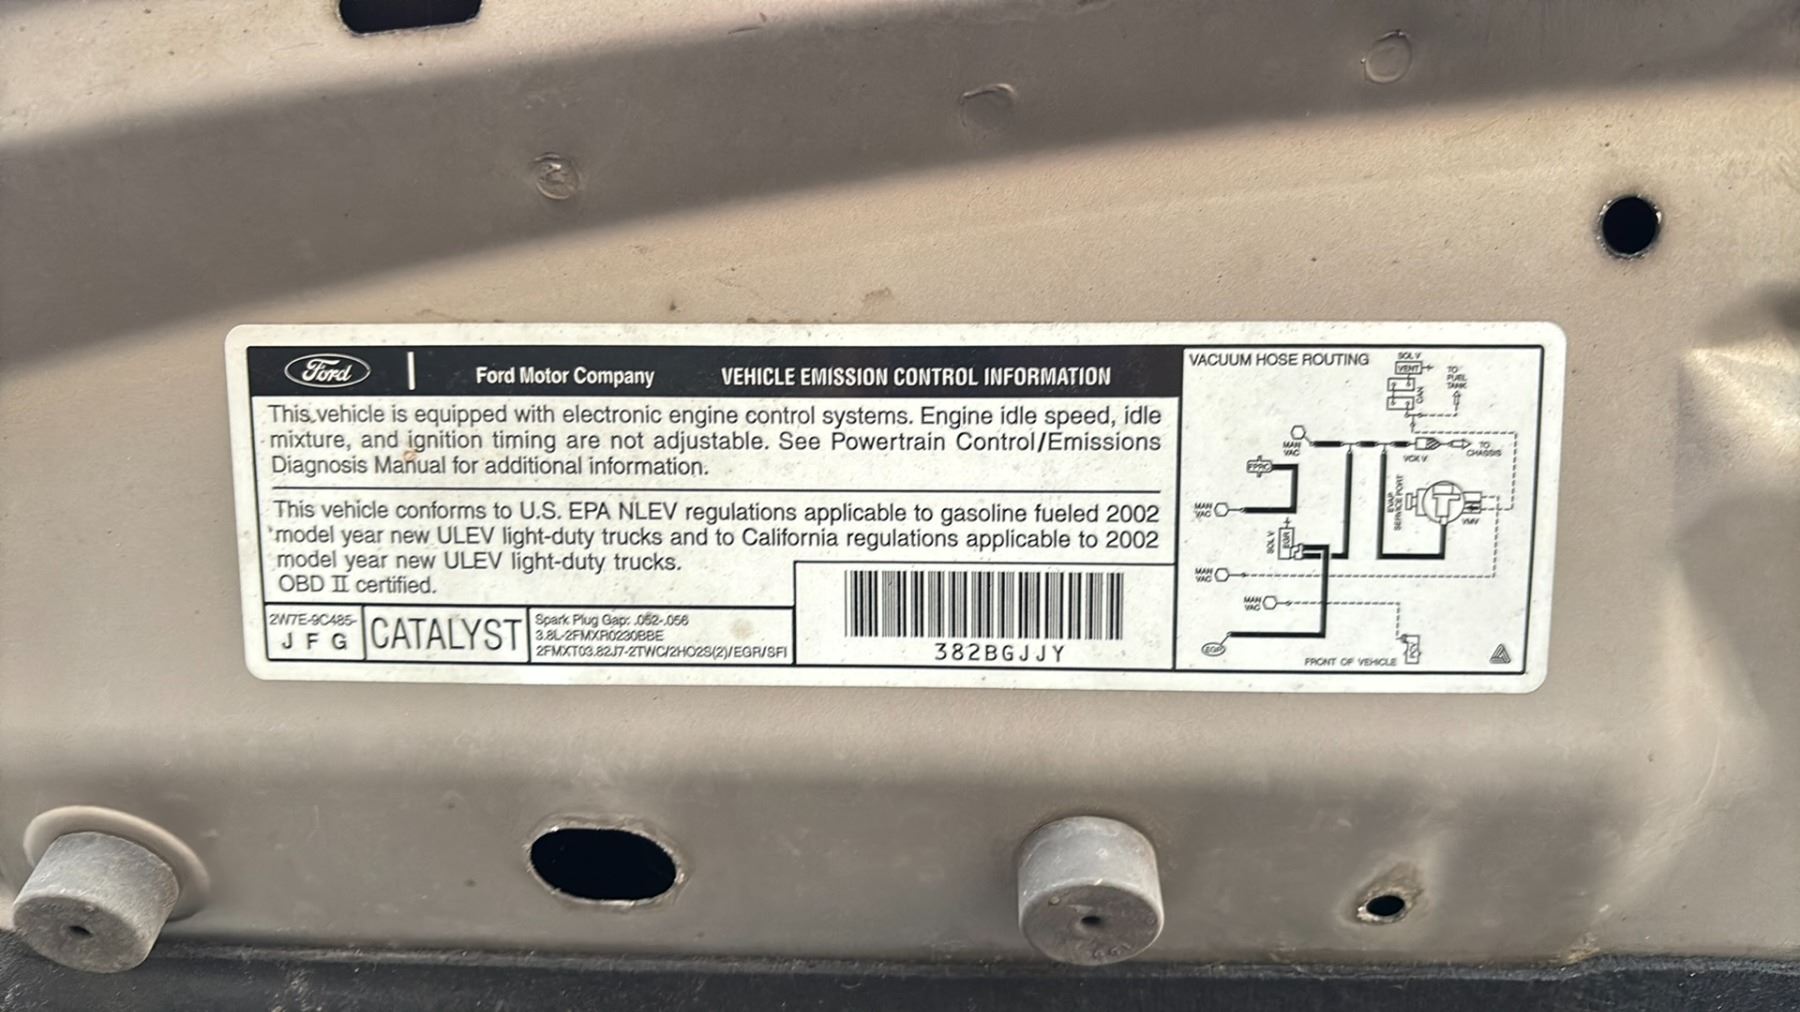 Ford
Ford Motor Company
VEHICLE EMISSION CONTROL INFORMATION
This vehicle is equipped with electronic engine control systems. Engine idle speed, idle
mixture, and ignition timing are not adjustable. See Powertrain Control/Emissions
Diagnosis Manual for additional information.
This vehicle conforms to U.S. EPA NLEV regulations applicable to gasoline fueled 2002
model year new ULEV light-duty trucks and to California regulations applicable to 2002
model year new ULEV light-duty trucks.
OBD II certified.
2W7E-9C485-
J F G
CATALYST
Spark Plug Gap: .052-.056
3.8L-2FMXR0230BBE
2FMXT03.82J7-2TWC/2HO2S(2)/EGR/SFI
382BGJJY
VACUUM HOSE ROUTING
SOL V
VENT
CAN
TO
FUEL
TANK
MAN
VAC
VCK V
TO
CHASSIS
FPRC
MAN
VAC
EVAP
SERVICE PORT
VMV
SOL V
EGR
MAN
VAC
MAN
VAC
EGR
FRONT OF VEHICLE